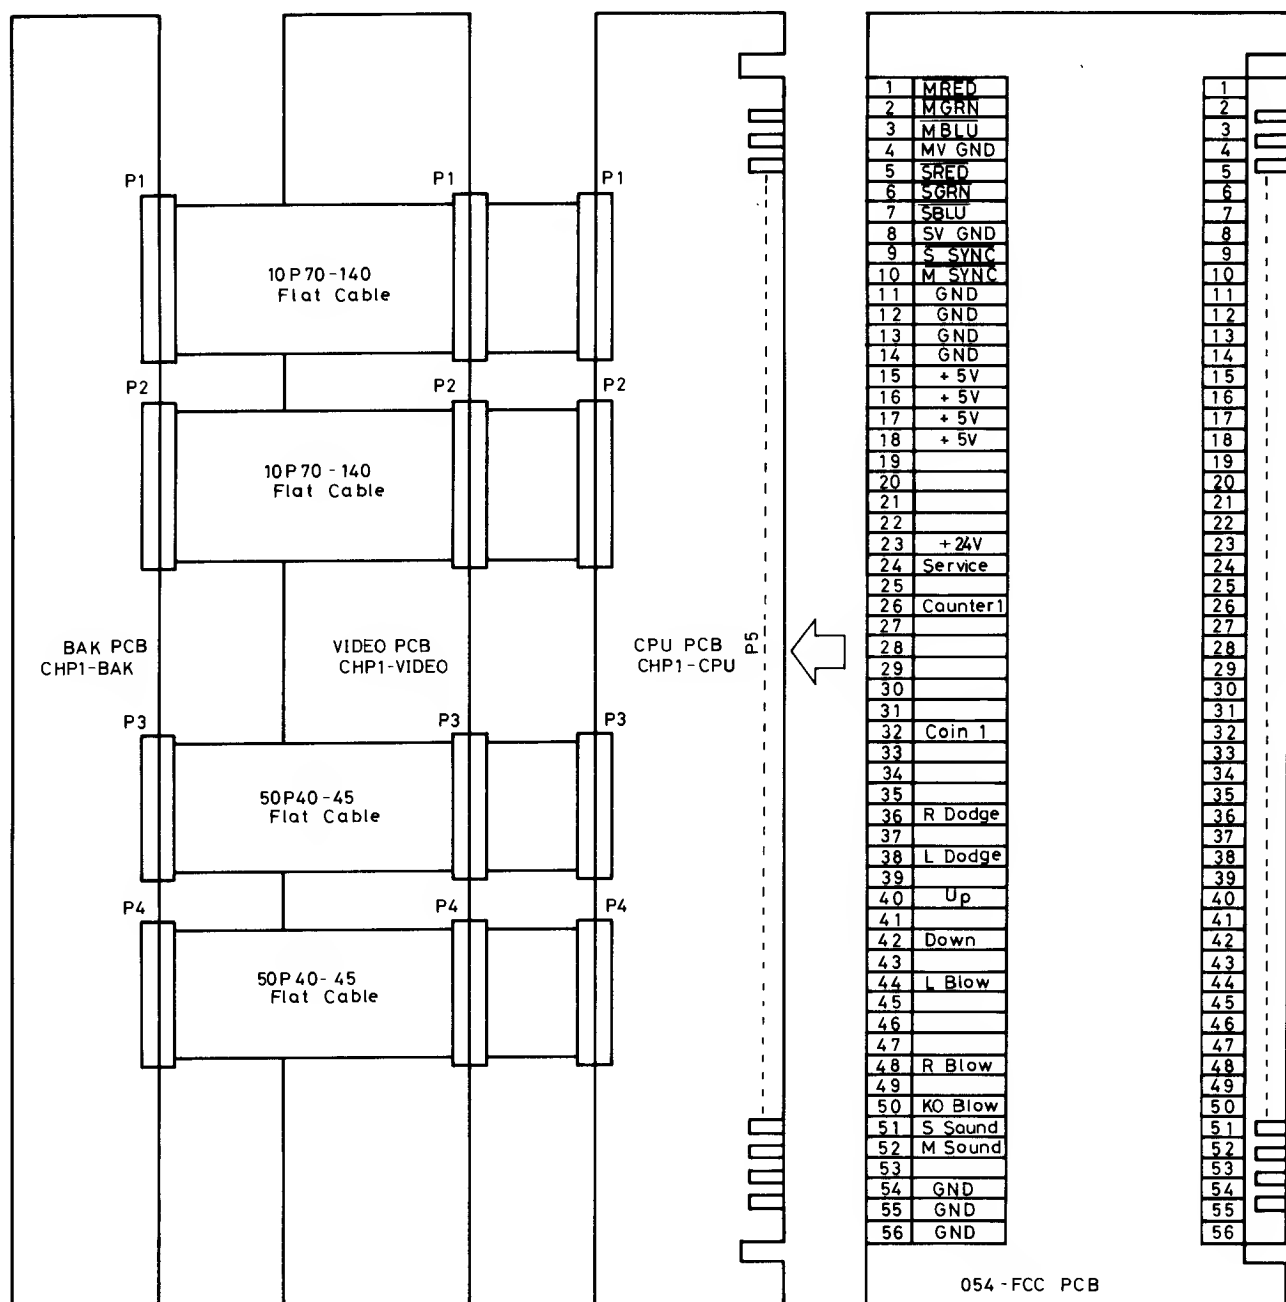 P1
P1
P1
10P70-140
Flat Cable
P2
P2
P2
10P70-140
Flat Cable
BAK PCB
CHP1-BAK
VIDEO PCB
CHP1-VIDEO
CPU PCB
CHP1-CPU
P5
P3
P3
P3
50P40-45
Flat Cable
P4
P4
P4
50P40-45
Flat Cable
1 MRED 1
2 MGRN 2
3 MBLU 3
4 MV GND 4
5 SRED 5
6 SGRN 6
7 SBLU 7
8 SV GND 8
9 S SYNC 9
10 M SYNC 10
11 GND 11
12 GND 12
13 GND 13
14 GND 14
15 +5V 15
16 +5V 16
17 +5V 17
18 +5V 18
19 19
20 20
21 21
22 22
23 +24V 23
24 Service 24
25 25
26 Counter1 26
27 27
28 28
29 29
30 30
31 31
32 Coin 1 32
33 33
34 34
35 35
36 R Dodge 36
37 37
38 L Dodge 38
39 39
40 Up 40
41 41
42 Down 42
43 43
44 L Blow 44
45 45
46 46
47 47
48 R Blow 48
49 49
50 KO Blow 50
51 S Sound 51
52 M Sound 52
53 53
54 GND 54
55 GND 55
56 GND 56
054-FCC PCB